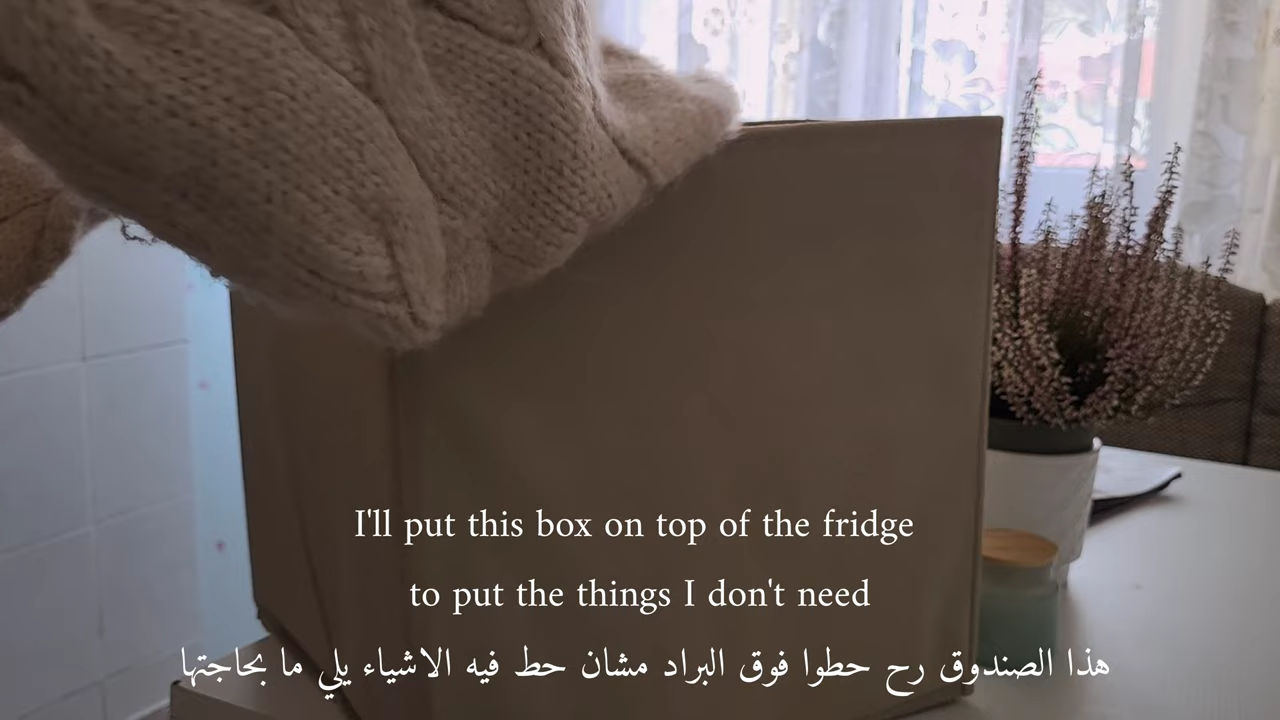 I'll put this box on top of the fridge
to put the things I don't need
هذا الصندوق رح حطوا فوق البراد مشان حط فيه الاشياء يلي ما بحاجتها